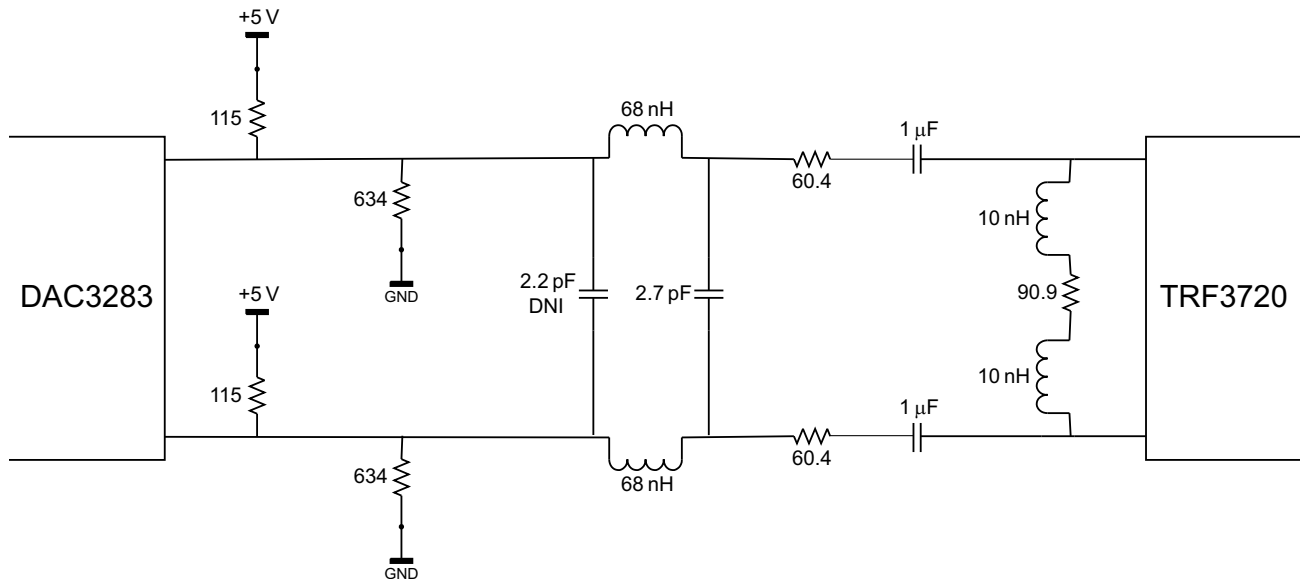 +5 V
115
68 nH
1 μF
60.4
634
10 nH
GND
DAC3283
+5 V
2.2 pF
DNI
2.7 pF
90.9
TRF3720
115
10 nH
1 μF
60.4
634
68 nH
GND